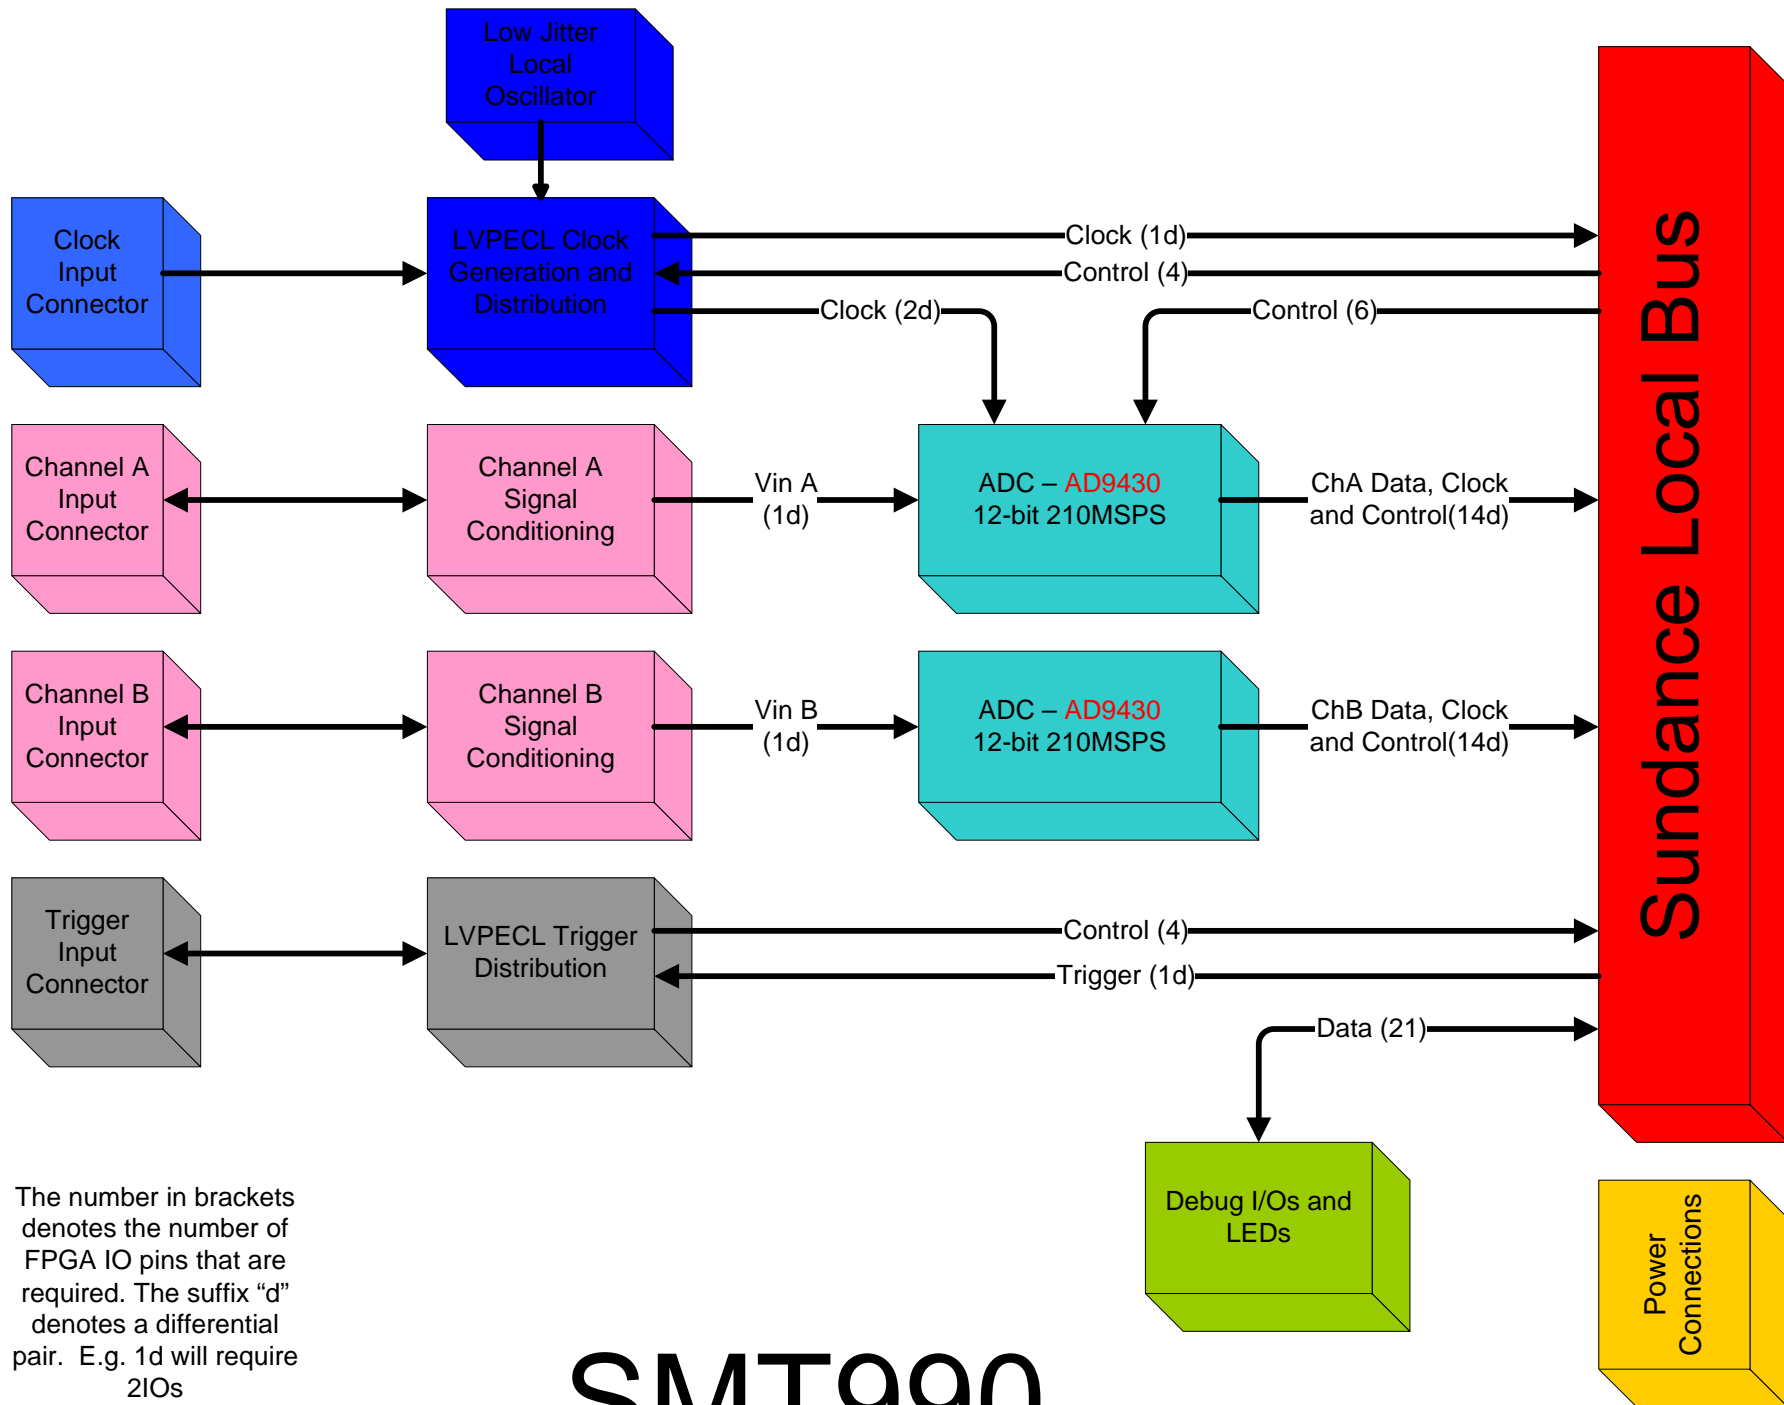 Low Jitter
Local
Oscillator
Clock
Input
Connector
LVPECL Clock
Generation and
Distribution
Clock (1d)
Control (4)
Clock (2d)
Control (6)
Channel A
Input
Connector
Channel A
Signal
Conditioning
Vin A
(1d)
ADC – AD9430
12-bit 210MSPS
ChA Data, Clock
and Control(14d)
Channel B
Input
Connector
Channel B
Signal
Conditioning
Vin B
(1d)
ADC – AD9430
12-bit 210MSPS
ChB Data, Clock
and Control(14d)
Sundance Local Bus
Trigger
Input
Connector
LVPECL Trigger
Distribution
Control (4)
Trigger (1d)
Data (21)
Debug I/Os and
LEDs
Power
Connections
The number in brackets
denotes the number of
FPGA IO pins that are
required. The suffix “d”
denotes a differential
pair.  E.g. 1d will require
2IOs
SMT990